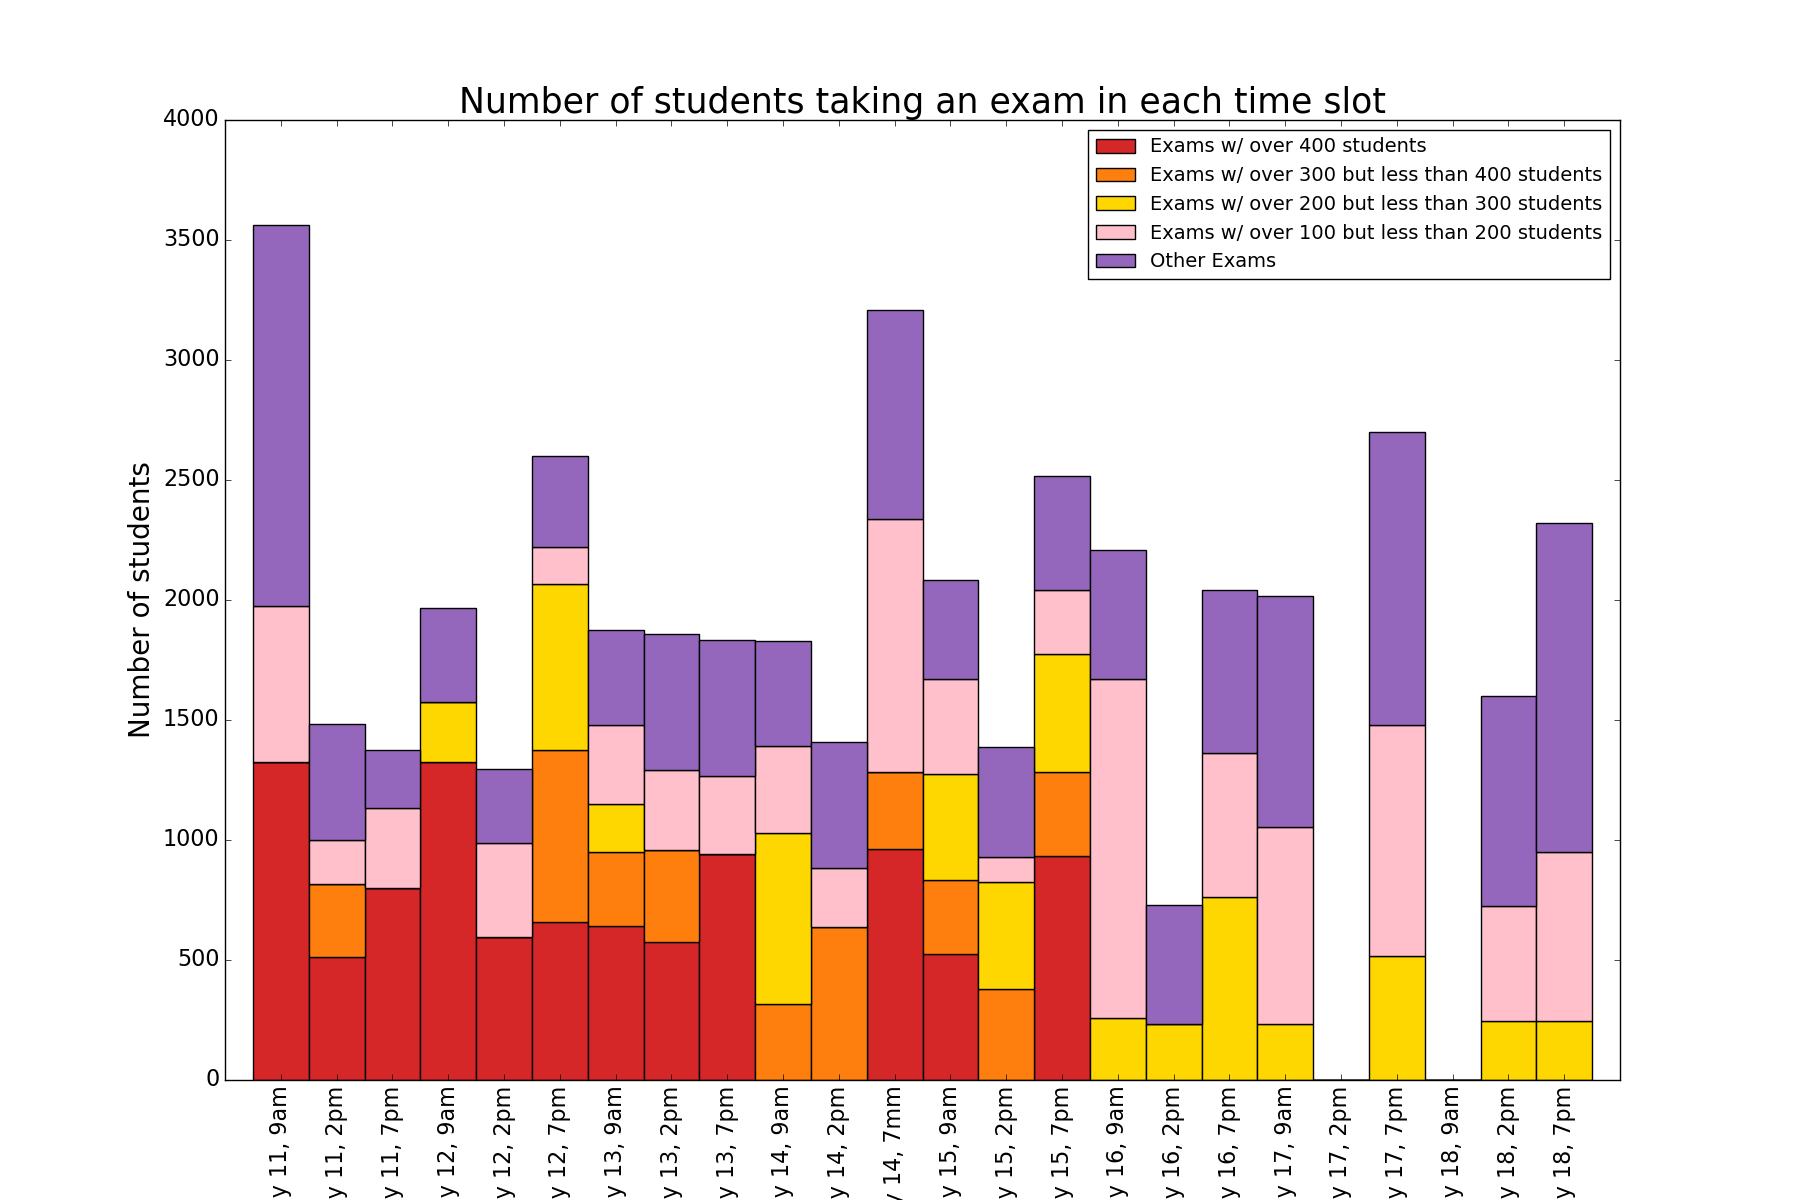 Number of students taking an exam in each time slot
Exams w/ over 400 students
Exams w/ over 300 but less than 400 students
Exams w/ over 200 but less than 300 students
Exams w/ over 100 but less than 200 students
Other Exams
Number of students
4000
3500
3000
2500
2000
1500
1000
500
0
y 11, 9am
y 11, 2pm
y 11, 7pm
y 12, 9am
y 12, 2pm
y 12, 7pm
y 13, 9am
y 13, 2pm
y 13, 7pm
y 14, 9am
y 14, 2pm
y 14, 7mm
y 15, 9am
y 15, 2pm
y 15, 7pm
y 16, 9am
y 16, 2pm
y 16, 7pm
y 17, 9am
y 17, 2pm
y 17, 7pm
y 18, 9am
y 18, 2pm
y 18, 7pm